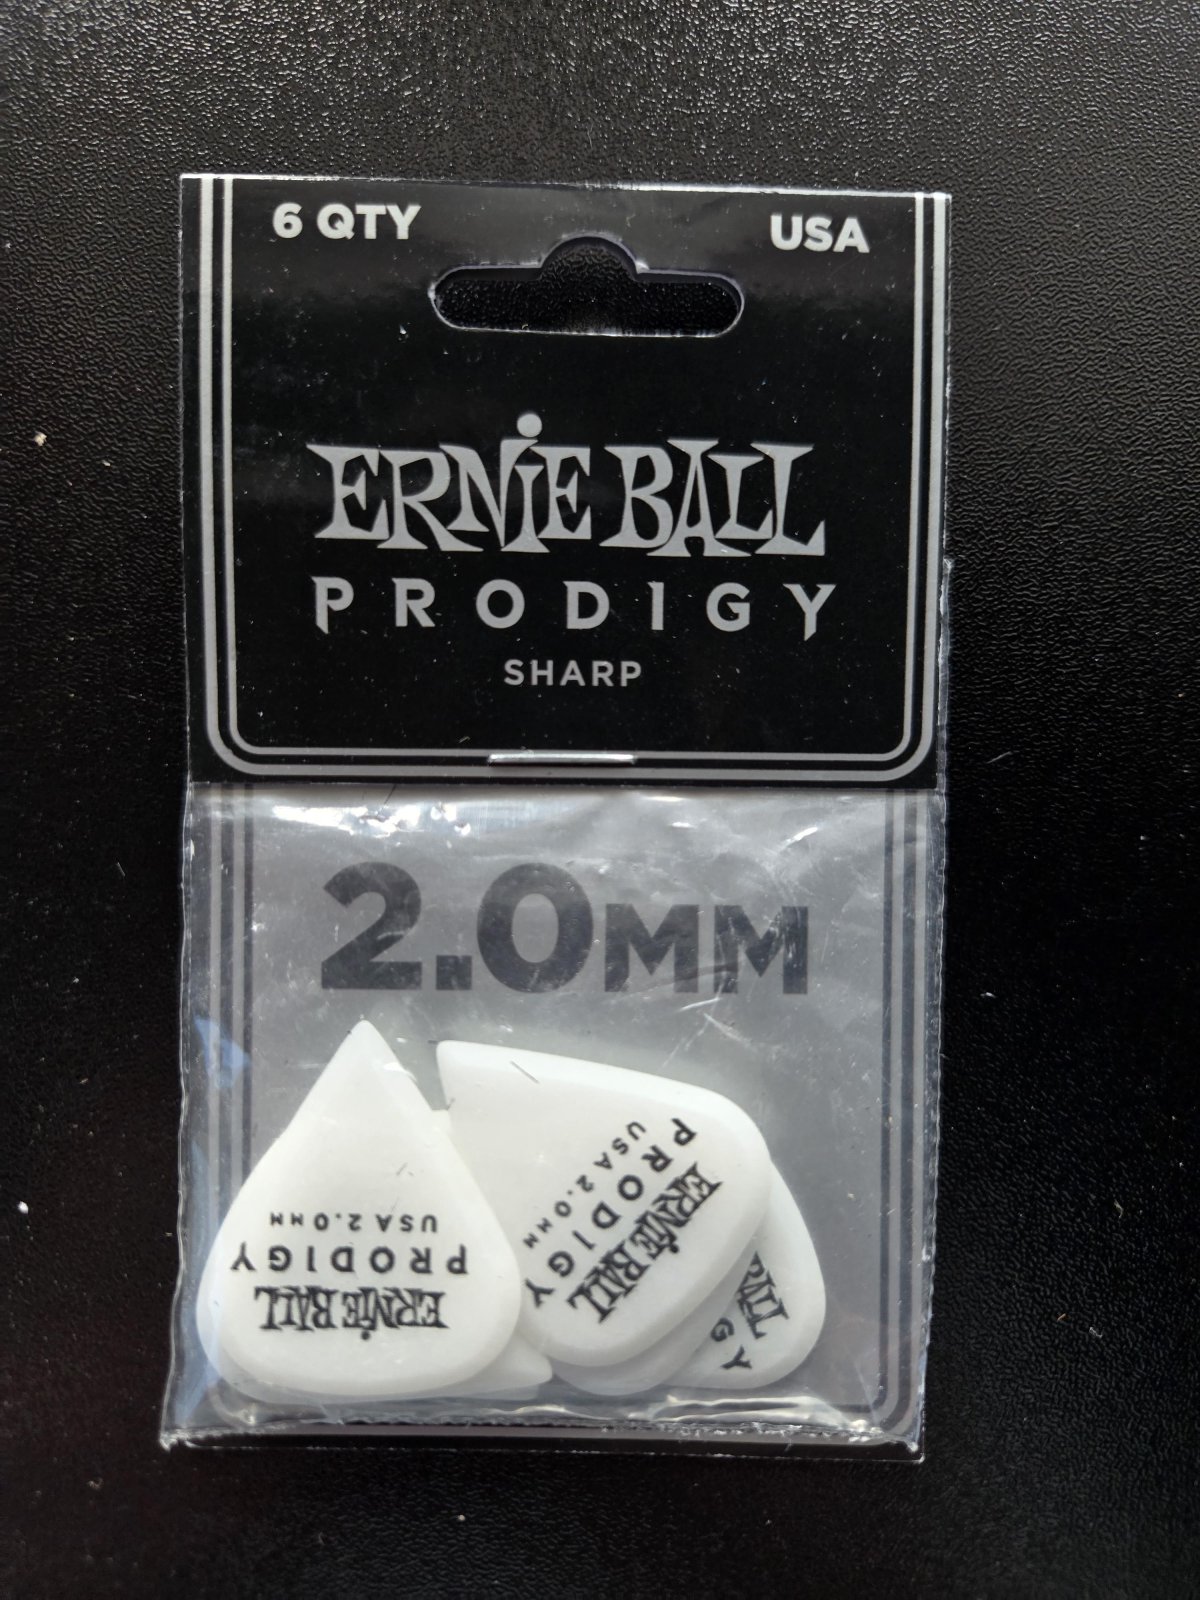 6 QTY
USA
ERNIE BALL
PRODIGY
SHARP
2.0MM
ERNIE BALL
PRODIGY
USA 2.0MM
ERNIE BALL
PRODIGY
USA 2.0MM